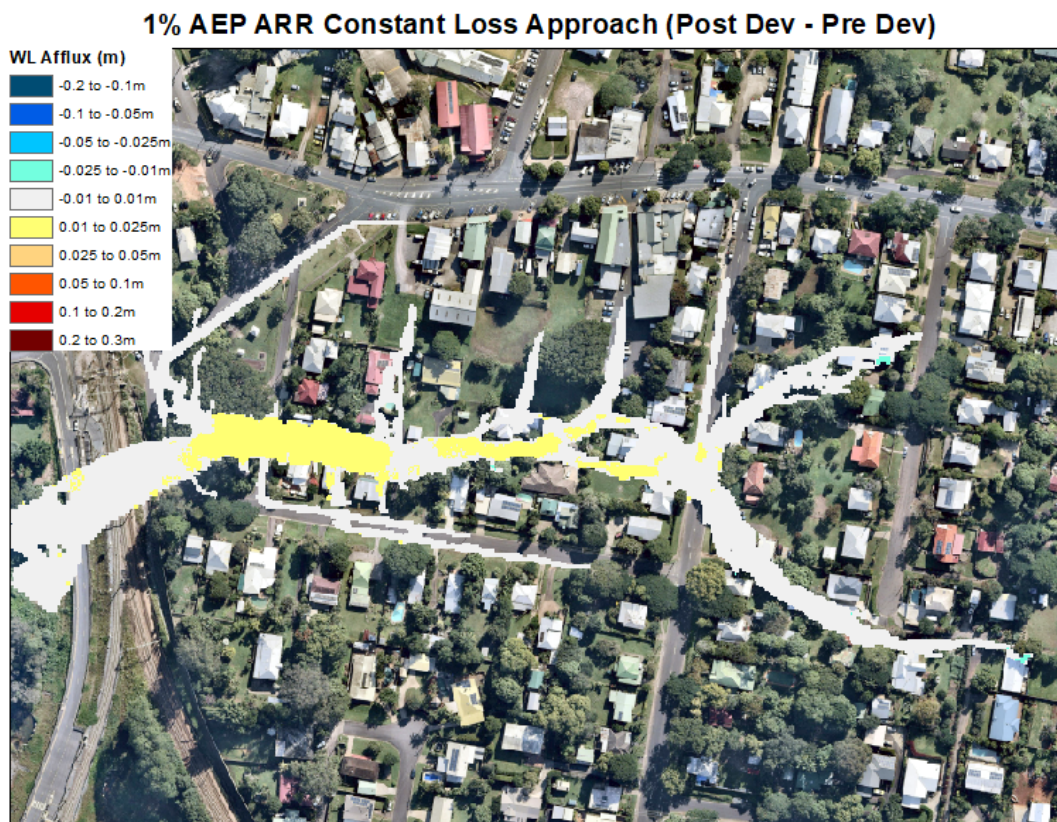 1% AEP ARR Constant Loss Approach (Post Dev - Pre Dev)
WL Afflux (m)
-0.2 to -0.1m
-0.1 to -0.05m
-0.05 to -0.025m
-0.025 to -0.01m
-0.01 to 0.01m
0.01 to 0.025m
0.025 to 0.05m
0.05 to 0.1m
0.1 to 0.2m
0.2 to 0.3m